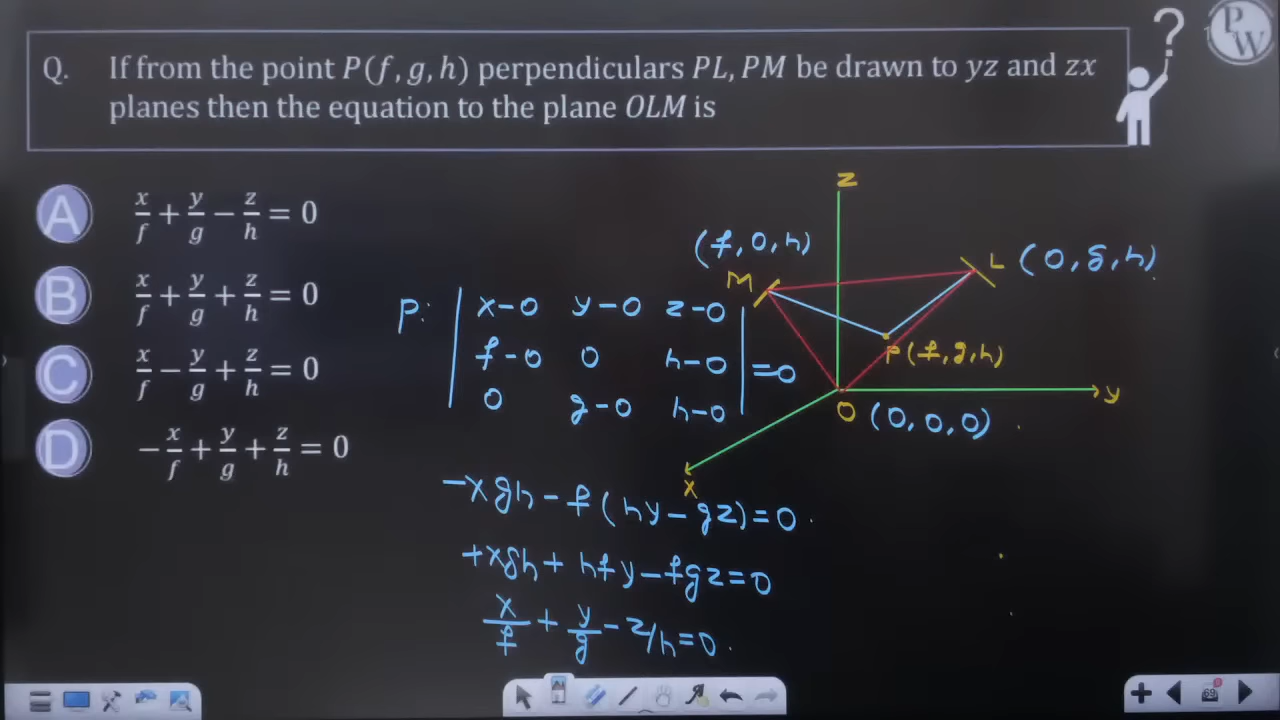 Q. If from the point P(f, g, h) perpendiculars PL, PM be drawn to yz and zx
planes then the equation to the plane OLM is
?
PW
A x/f + y/g − z/h = 0
B x/f + y/g + z/h = 0
C x/f − y/g + z/h = 0
D −x/f + y/g + z/h = 0
z
(f, 0, h)
M
L (0, g, h)
P(f, g, h)
y
O (0, 0, 0)
x
P: | x−0 y−0 z−0 |
| f−0 0 h−0 | = 0
| 0 g−0 h−0 |
−xgh − f(hy − gz) = 0
+xgh + hfy − fgz = 0
x/f + y/g − z/h = 0
69